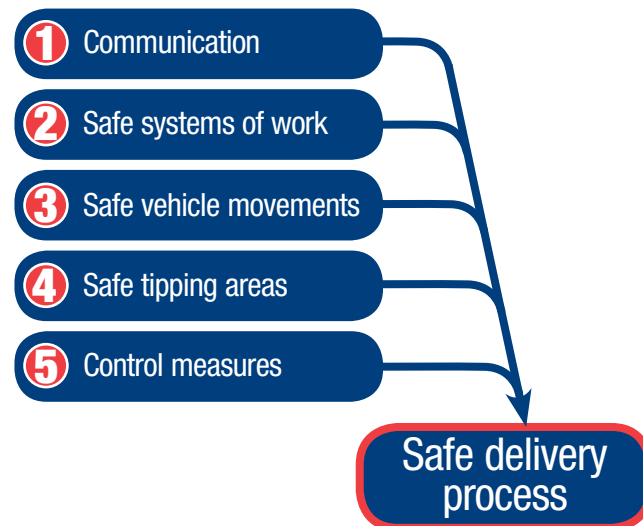 1 Communication
2 Safe systems of work
3 Safe vehicle movements
4 Safe tipping areas
5 Control measures
Safe delivery
process